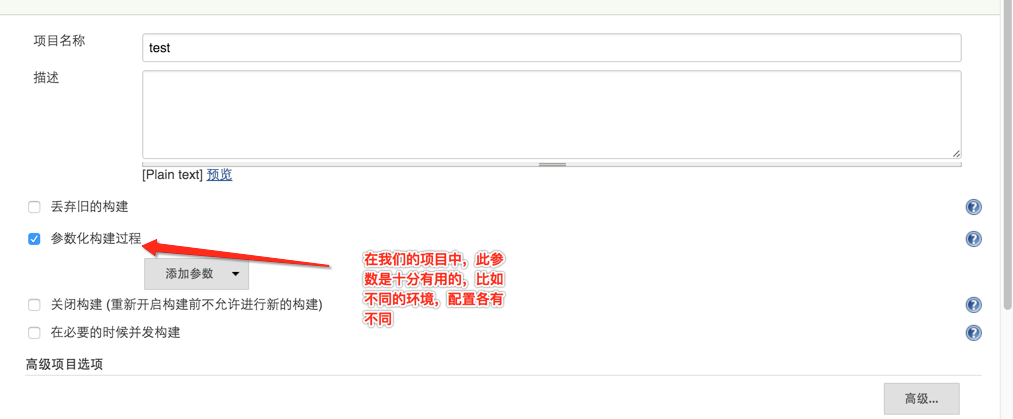 项目名称
test
描述
[Plain text] 预览
丢弃旧的构建
参数化构建过程
添加参数
在我们的项目中，此参
数是十分有用的，比如
不同的环境，配置各有
不同
关闭构建 (重新开启构建前不允许进行新的构建)
在必要的时候并发构建
高级项目选项
高级...